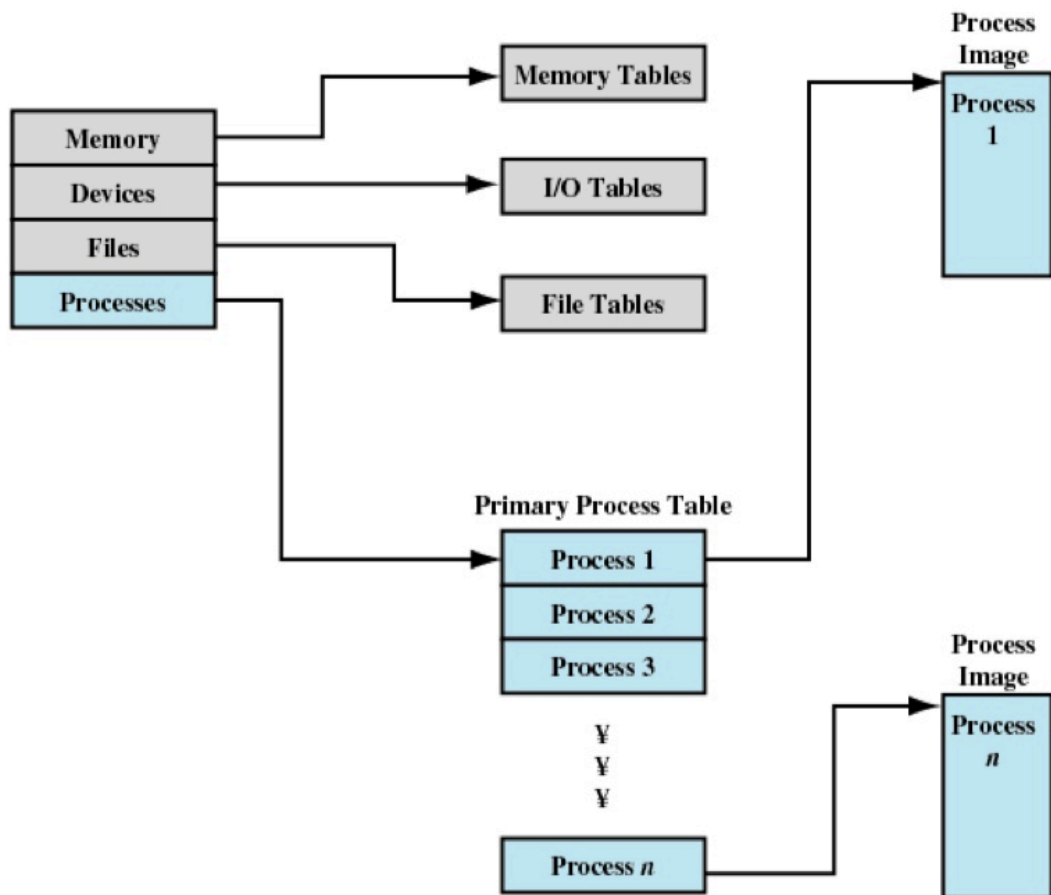 Memory
Devices
Files
Processes
Memory Tables
I/O Tables
File Tables
Primary Process Table
Process 1
Process 2
Process 3
¥
¥
¥
Process n
Process
Image
Process
1
Process
Image
Process
n